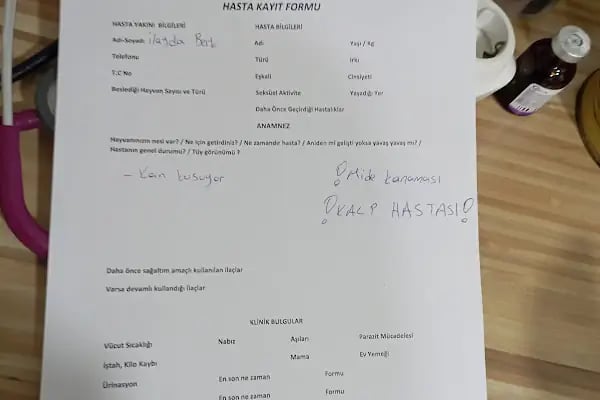 HASTA KAYIT FORMU
HASTA YAKINI BİLGİLERİ HASTA BİLGİLERİ
Adı-Soyadı ilayda Berk Adı Yaşı / Kg
Telefonu Türü Irkı
T.C No Eşkali Cinsiyeti
Beslediği Hayvan Sayısı ve Türü Seksüel Aktivite Yaşadığı Yer
Daha Önce Geçirdiği Hastalıklar
ANAMNEZ
Hayvanınızın nesi var? / Ne için getirdiniz? / Ne zamandır hasta? / Aniden mi gelişti yoksa yavaş yavaş mı? /
Hastanın genel durumu? / Tüy görünümü ?
- Kan kusuyor ! Mide kanaması
! KALP HASTASI !
Daha önce sağaltım amaçlı kullanılan ilaçlar
Varsa devamlı kullandığı ilaçlar
KLİNİK BULGULAR
Vücut Sıcaklığı Nabız Aşıları Parazit Mücadelesi
İştah, Kilo Kaybı Mama Ev Yemeği
Ürinasyon En son ne zaman Formu
En son ne zaman Formu